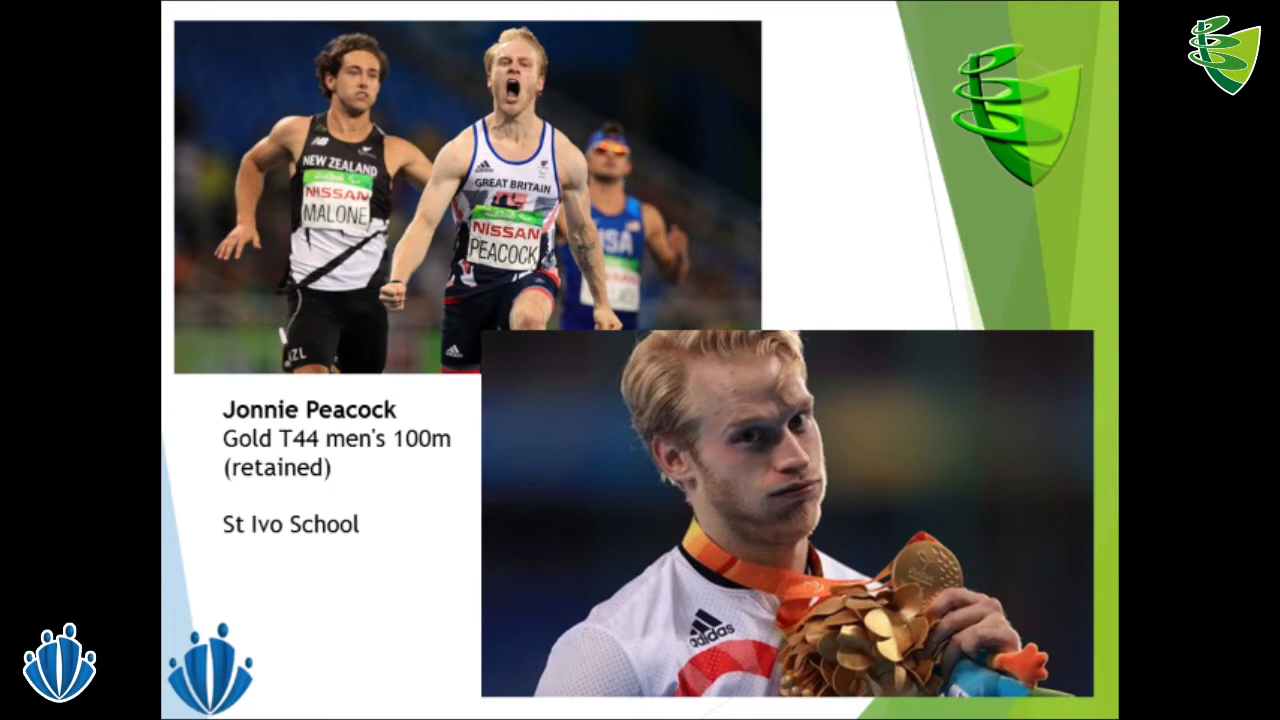 NEW ZEALAND
NISSAN
MALONE
NZL
GREAT BRITAIN
NISSAN
PEACOCK
USA
Jonnie Peacock
Gold T44 men's 100m
(retained)
St Ivo School
adidas